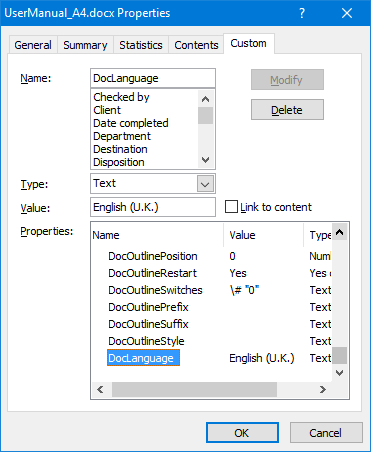 UserManual_A4.docx Properties
General Summary Statistics Contents Custom
Name: DocLanguage
Modify
Checked by
Client
Date completed
Department
Destination
Disposition
Delete
Type: Text
Value: English (U.K.) Link to content
Properties:
Name Value Type
DocOutlinePosition 0 Num
DocOutlineRestart Yes Yes o
DocOutlineSwitches \# "0" Text
DocOutlinePrefix Text
DocOutlineSuffix Text
DocOutlineStyle Text
DocLanguage English (U.K.) Text
OK Cancel